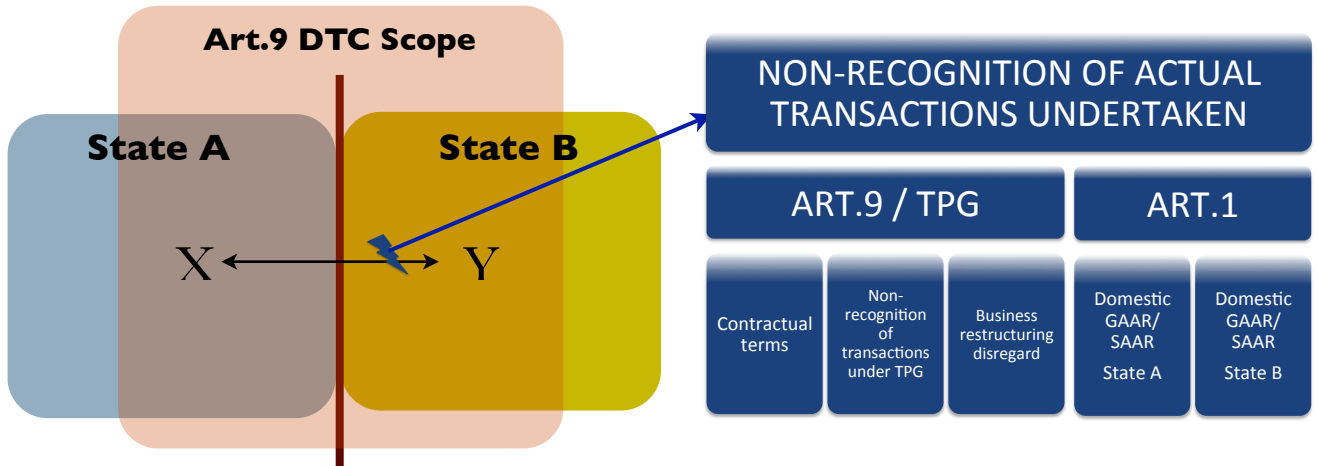 Art.9 DTC Scope
State A
State B
X
Y
NON-RECOGNITION OF ACTUAL
TRANSACTIONS UNDERTAKEN
ART.9 / TPG
ART.1
Contractual
terms
Non-
recognition
of
transactions
under TPG
Business
restructuring
disregard
Domestic
GAAR/
SAAR
State A
Domestic
GAAR/
SAAR
State B